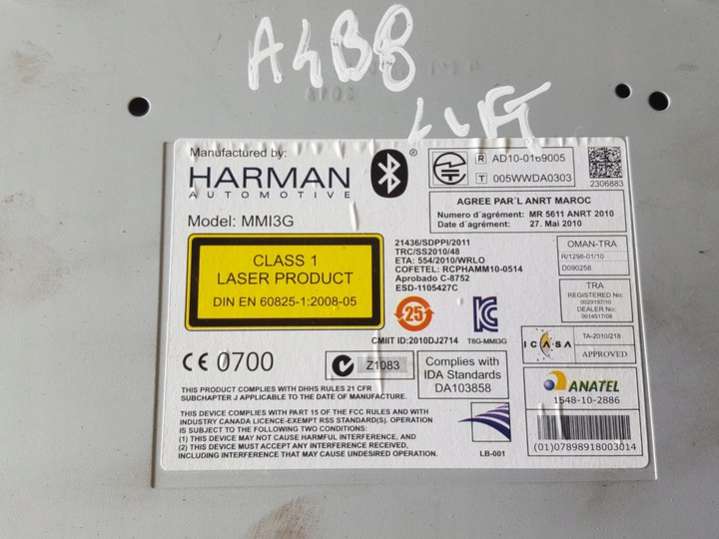 A4B8
LIFT
Manufactured by:
HARMAN
AUTOMOTIVE
Model: MMI3G
®
R AD10-0169005
T 005WWDA0303
2306883
AGREE PAR´L ANRT MAROC
Numero d´agrément: MR 5611 ANRT 2010
Date d´agrément: 27. Mai 2010
CLASS 1
LASER PRODUCT
DIN EN 60825-1:2008-05
21436/SDPPI/2011
TRC/SS2010/48
ETA: 554/2010/WRLO
COFETEL: RCPHAMM10-0514
Aprobado C-8752
ESD-1105427C
OMAN-TRA
R/1298-01/10
D090258
TRA
REGISTERED No:
DEALER No:
25
CMIIT ID:2010DJ2714
T8G-MMI3G
ICASA
TA-2010/218
APPROVED
CE 0700
Z1083
Complies with
IDA Standards
DA103858
ANATEL
1548-10-2886
THIS PRODUCT COMPLIES WITH DHHS RULES 21 CFR
SUBCHAPTER J APPLICABLE TO THE DATE OF MANUFACTURE.
THIS DEVICE COMPLIES WITH PART 15 OF THE FCC RULES AND WITH
INDUSTRY CANADA LICENCE-EXEMPT RSS STANDARD(S). OPERATION
IS SUBJECT TO THE FOLLOWING TWO CONDITIONS:
(1) THIS DEVICE MAY NOT CAUSE HARMFUL INTERFERENCE, AND
(2) THIS DEVICE MUST ACCEPT ANY INTERFERENCE RECEIVED,
INCLUDING INTERFERENCE THAT MAY CAUSE UNDESIRED OPERATION.
LB-001
(01)07898918003014